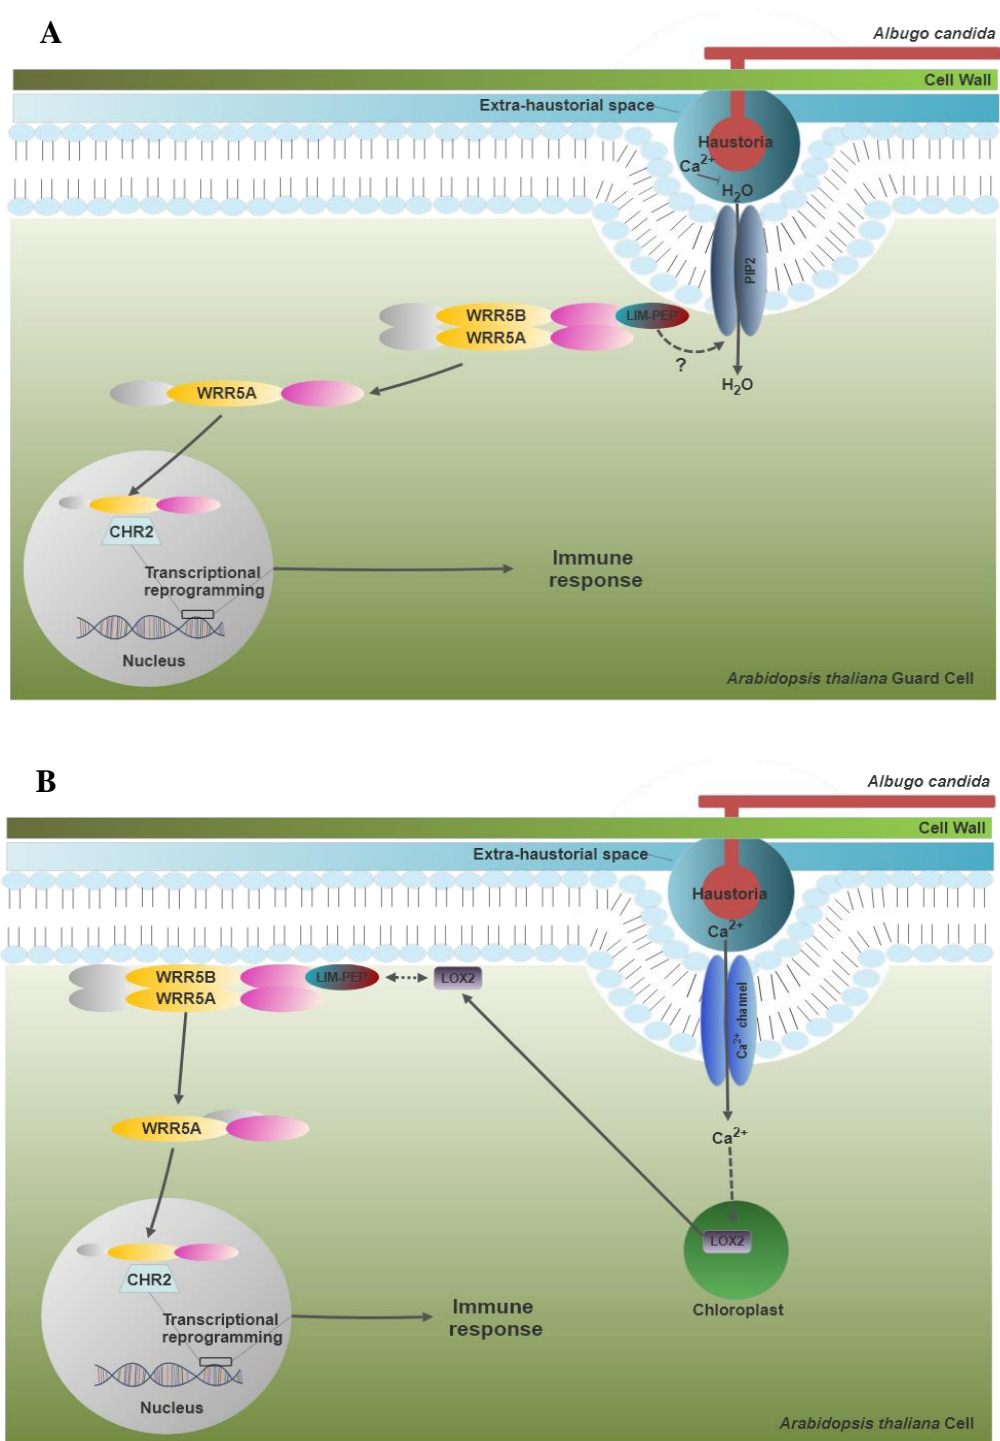 A
Albugo candida
Cell Wall
Extra-haustorial space
Haustoria
Ca²⁺
H₂O
PIP2
WRR5B
LIM-PEP
WRR5A
?
H₂O
WRR5A
CHR2
Transcriptional
reprogramming
Nucleus
Immune
response
Arabidopsis thaliana Guard Cell
B
Albugo candida
Cell Wall
Extra-haustorial space
Haustoria
Ca²⁺
WRR5B
LIM-PEP
LOX2
WRR5A
Ca²⁺ channel
WRR5A
Ca²⁺
LOX2
Chloroplast
CHR2
Transcriptional
reprogramming
Nucleus
Immune
response
Arabidopsis thaliana Cell